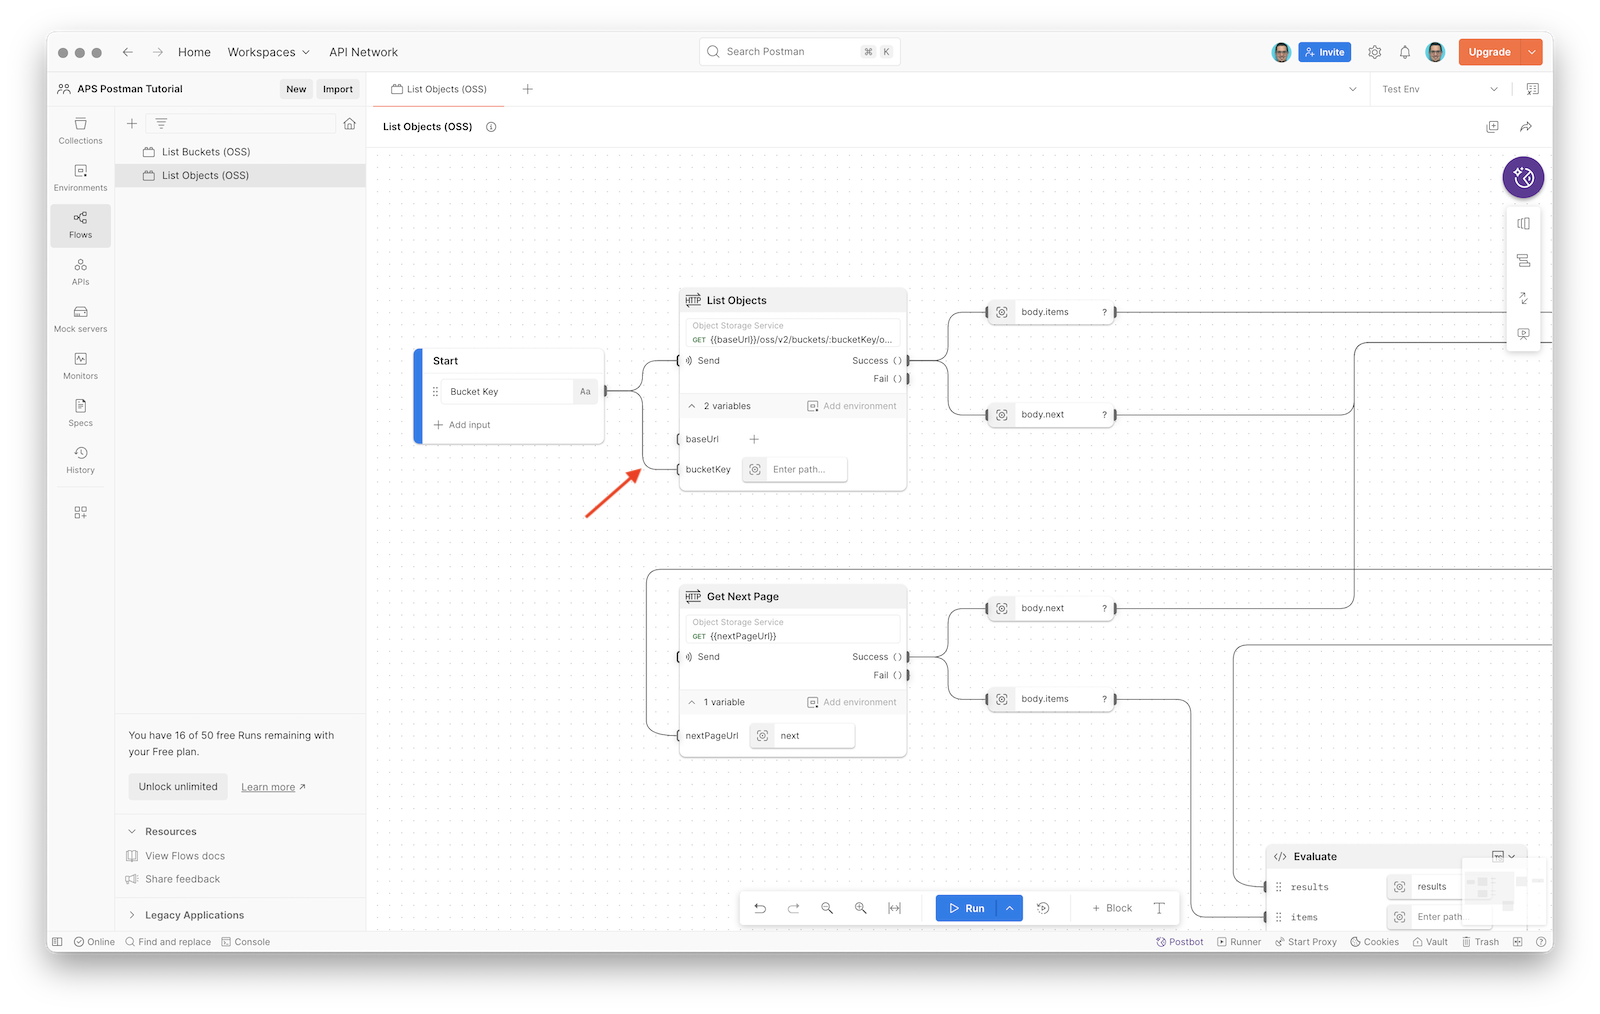 Home
Workspaces
API Network
Search Postman
⌘ K
Invite
Upgrade
APS Postman Tutorial
New
Import
List Objects (OSS)
Test Env
Collections
Environments
Flows
APIs
Mock servers
Monitors
Specs
History
List Buckets (OSS)
List Objects (OSS)
List Objects (OSS)
Start
Bucket Key
Aa
Add input
HTTP List Objects
Object Storage Service
GET {{baseUrl}}/oss/v2/buckets/:bucketKey/o...
Send
Success ()
Fail ()
2 variables
Add environment
baseUrl
bucketKey
Enter path...
body.items ?
body.next ?
HTTP Get Next Page
Object Storage Service
GET {{nextPageUrl}}
Send
Success ()
Fail ()
1 variable
Add environment
nextPageUrl
next
body.next ?
body.items ?
</> Evaluate
results
results
items
Enter path
You have 16 of 50 free Runs remaining with
your Free plan.
Unlock unlimited
Learn more ↗
Resources
View Flows docs
Share feedback
Legacy Applications
Run
+ Block
T
Online
Find and replace
Console
Postbot
Runner
Start Proxy
Cookies
Vault
Trash